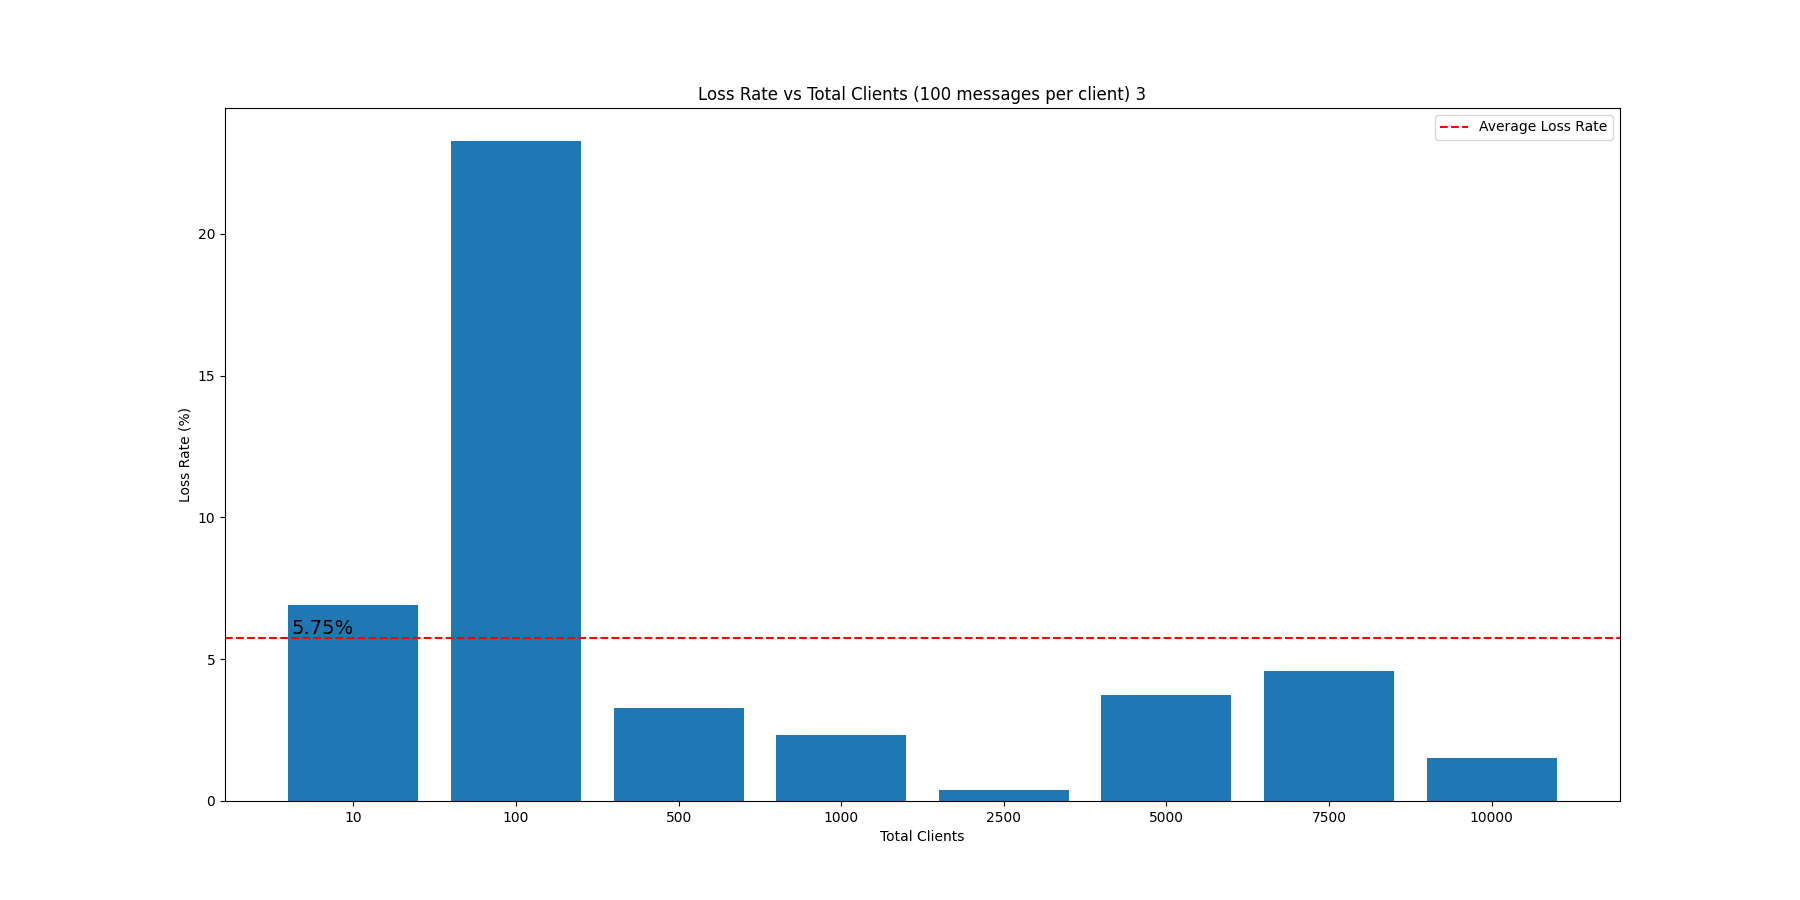 Loss Rate vs Total Clients (100 messages per client) 3
Average Loss Rate
20
15
10
5
0
Loss Rate (%)
5.75%
10 100 500 1000 2500 5000 7500 10000
Total Clients